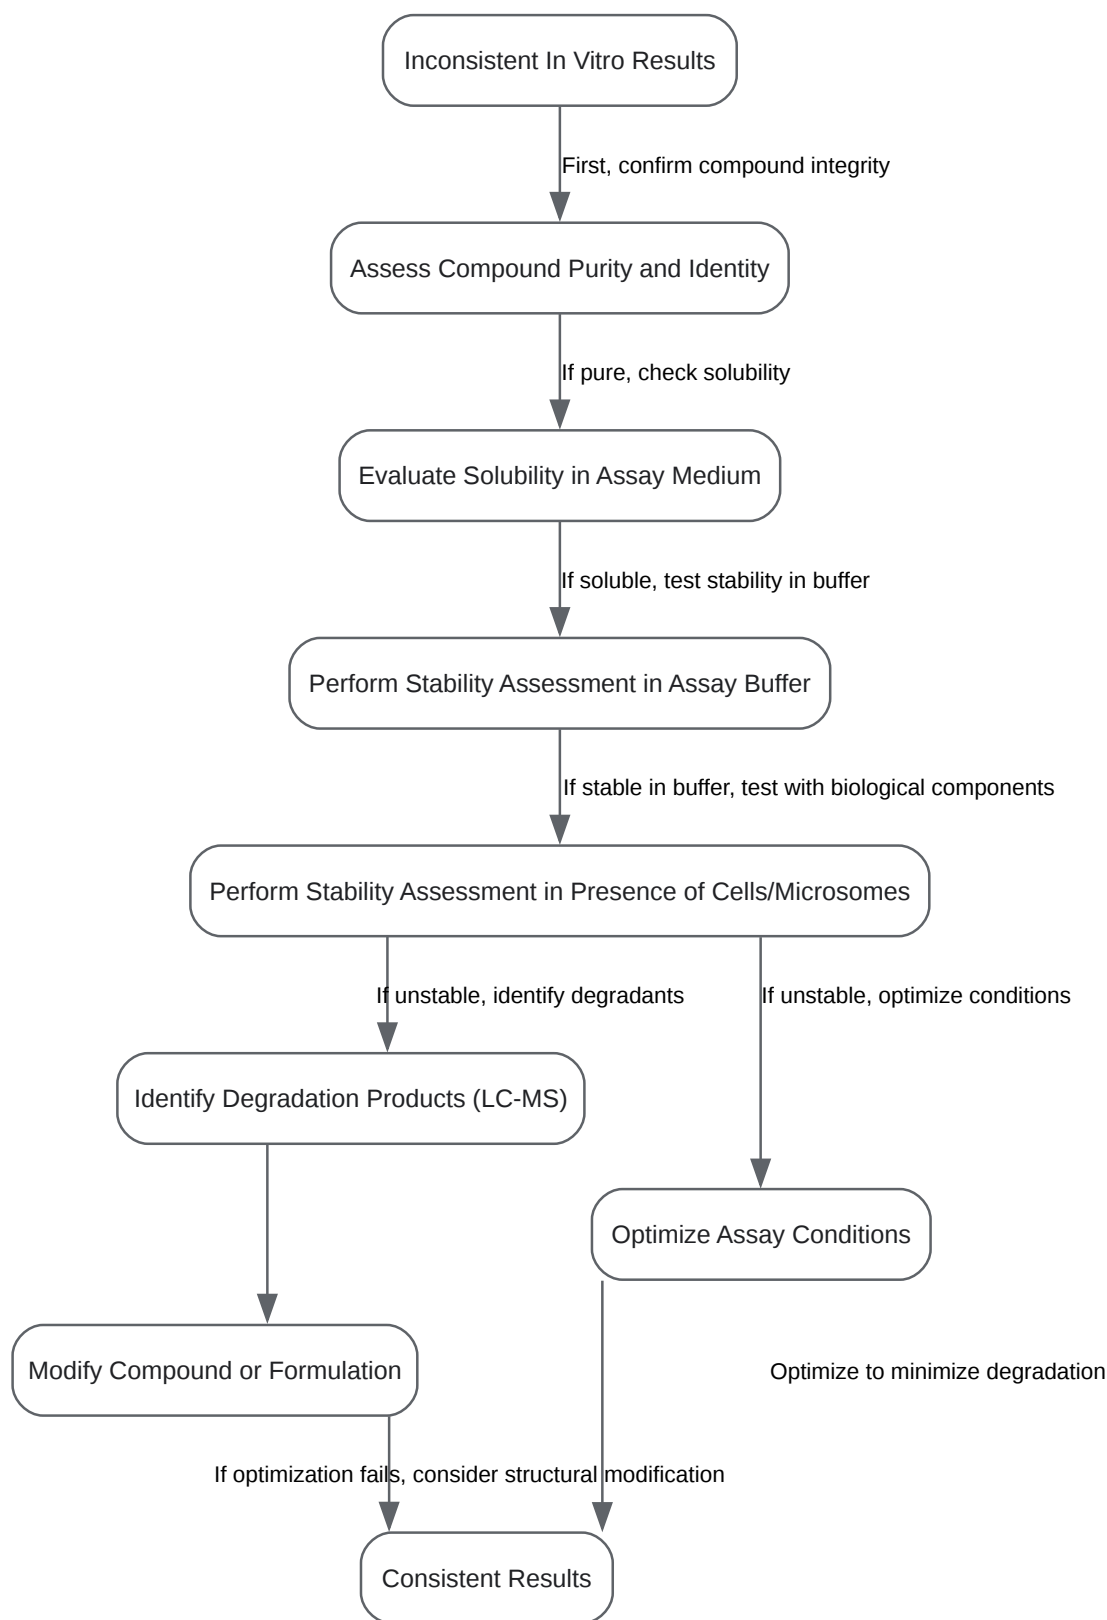 Inconsistent In Vitro Results
First, confirm compound integrity
Assess Compound Purity and Identity
If pure, check solubility
Evaluate Solubility in Assay Medium
If soluble, test stability in buffer
Perform Stability Assessment in Assay Buffer
If stable in buffer, test with biological components
Perform Stability Assessment in Presence of Cells/Microsomes
If unstable, identify degradants
If unstable, optimize conditions
Identify Degradation Products (LC-MS)
Optimize Assay Conditions
Modify Compound or Formulation
Optimize to minimize degradation
If optimization fails, consider structural modification
Consistent Results